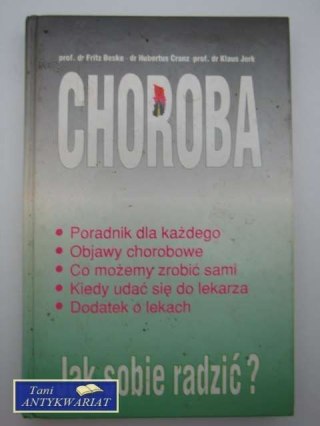 prof. dr Fritz Beske dr Hubertus Cranz prof. dr Klaus Jork
CHOROBA
• Poradnik dla każdego
• Objawy chorobowe
• Co możemy zrobić sami
• Kiedy udać się do lekarza
• Dodatek o lekach
Jak sobie radzić?
Tani
ANTYKWARIAT